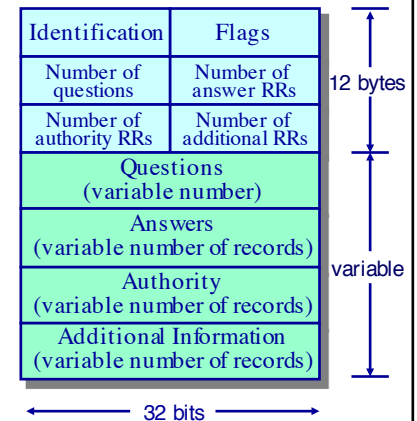 Identification
Flags
Number of
questions
Number of
answer RRs
Number of
authority RRs
Number of
additional RRs
12 bytes
Questions
(variable number)
Answers
(variable number of records)
Authority
(variable number of records)
variable
Additional Information
(variable number of records)
32 bits